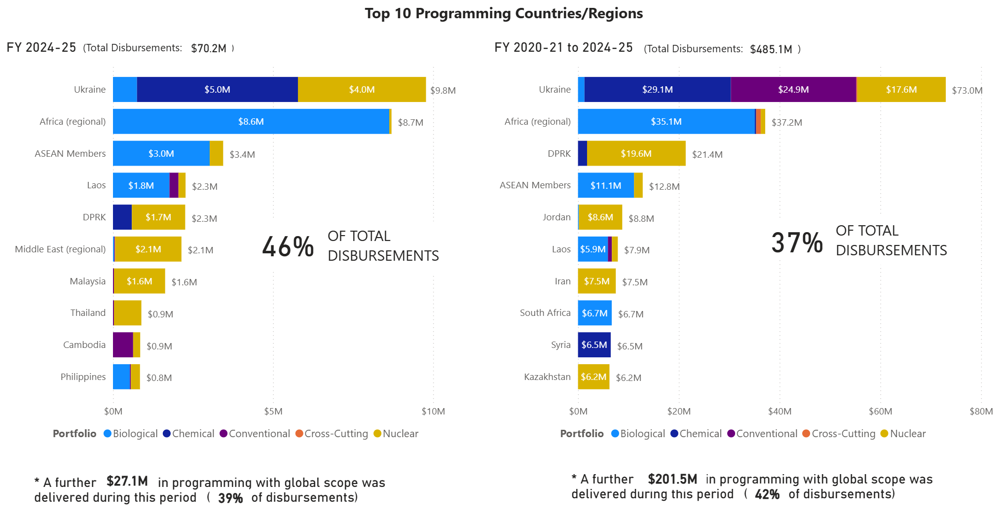 Top 10 Programming Countries/Regions
FY 2024-25 (Total Disbursements: $70.2M )
Ukraine $5.0M $4.0M $9.8M
Africa (regional) $8.6M $8.7M
ASEAN Members $3.0M $3.4M
Laos $1.8M $2.3M
DPRK $1.7M $2.3M
Middle East (regional) $2.1M $2.1M
Malaysia $1.6M $1.6M
Thailand $0.9M
Cambodia $0.9M
Philippines $0.8M
46% OF TOTAL
DISBURSEMENTS
$0M $5M $10M
Portfolio Biological Chemical Conventional Cross-Cutting Nuclear
* A further $27.1M in programming with global scope was
delivered during this period ( 39% of disbursements)
FY 2020-21 to 2024-25 (Total Disbursements: $485.1M )
Ukraine $29.1M $24.9M $17.6M $73.0M
Africa (regional) $35.1M $37.2M
DPRK $19.6M $21.4M
ASEAN Members $11.1M $12.8M
Jordan $8.6M $8.8M
Laos $5.9M $7.9M
Iran $7.5M $7.5M
South Africa $6.7M $6.7M
Syria $6.5M $6.5M
Kazakhstan $6.2M $6.2M
37% OF TOTAL
DISBURSEMENTS
$0M $20M $40M $60M $80M
Portfolio Biological Chemical Conventional Cross-Cutting Nuclear
* A further $201.5M in programming with global scope was
delivered during this period ( 42% of disbursements)